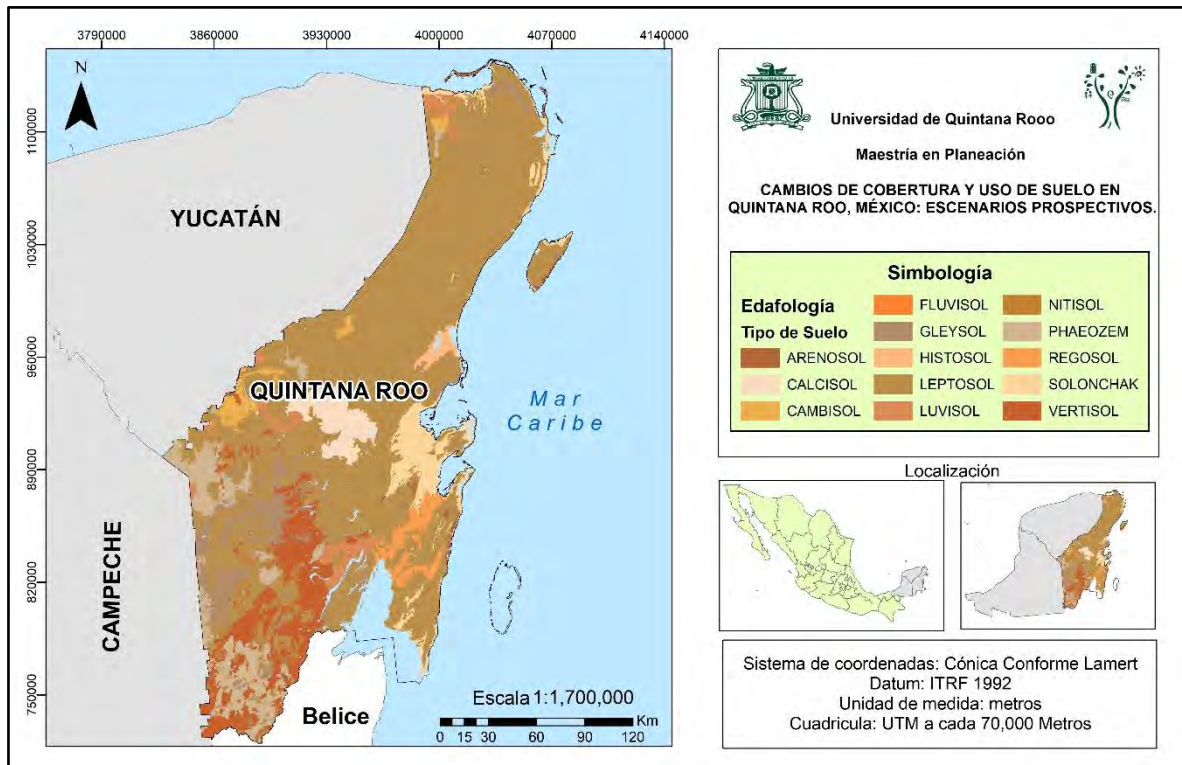 3790000 3860000 3930000 4000000 4070000 4140000
N
1100000
1030000
960000
890000
820000
750000
YUCATÁN
QUINTANA ROO
CAMPECHE
Belice
Mar
Caribe
Escala 1:1,700,000
Km
0 15 30 60 90 120
Universidad de Quintana Rooo
Maestría en Planeación
CAMBIOS DE COBERTURA Y USO DE SUELO EN
QUINTANA ROO, MÉXICO: ESCENARIOS PROSPECTIVOS.
Simbología
Edafología
Tipo de Suelo
ARENOSOL
CALCISOL
CAMBISOL
FLUVISOL
GLEYSOL
HISTOSOL
LEPTOSOL
LUVISOL
NITISOL
PHAEOZEM
REGOSOL
SOLONCHAK
VERTISOL
Localización
Sistema de coordenadas: Cónica Conforme Lamert
Datum: ITRF 1992
Unidad de medida: metros
Cuadricula: UTM a cada 70,000 Metros